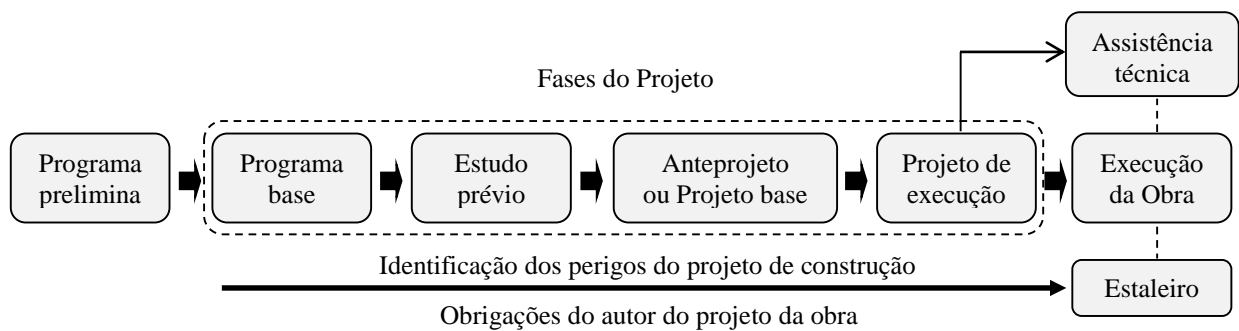 Assistência
técnica
Fases do Projeto
Programa
prelimina
Programa
base
Estudo
prévio
Anteprojeto
ou Projeto base
Projeto de
execução
Execução
da Obra
Identificação dos perigos do projeto de construção
Estaleiro
Obrigações do autor do projeto da obra